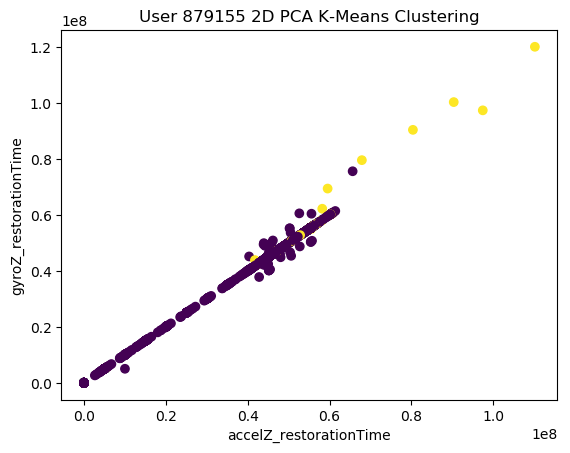 User 879155 2D PCA K-Means Clustering
1e8
1.2
1.0
0.8
0.6
0.4
0.2
0.0
gyroZ_restorationTime
0.0 0.2 0.4 0.6 0.8 1.0
1e8
accelZ_restorationTime